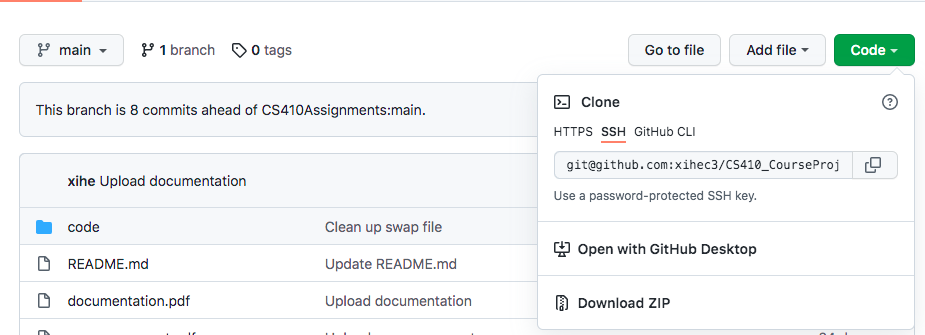 main
1 branch
0 tags
Go to file
Add file
Code
This branch is 8 commits ahead of CS410Assignments:main.
Clone
HTTPS SSH GitHub CLI
git@github.com:xihec3/CS410_CourseProj
Use a password-protected SSH key.
Open with GitHub Desktop
Download ZIP
xihe Upload documentation
code Clean up swap file
README.md Update README.md
documentation.pdf Upload documentation